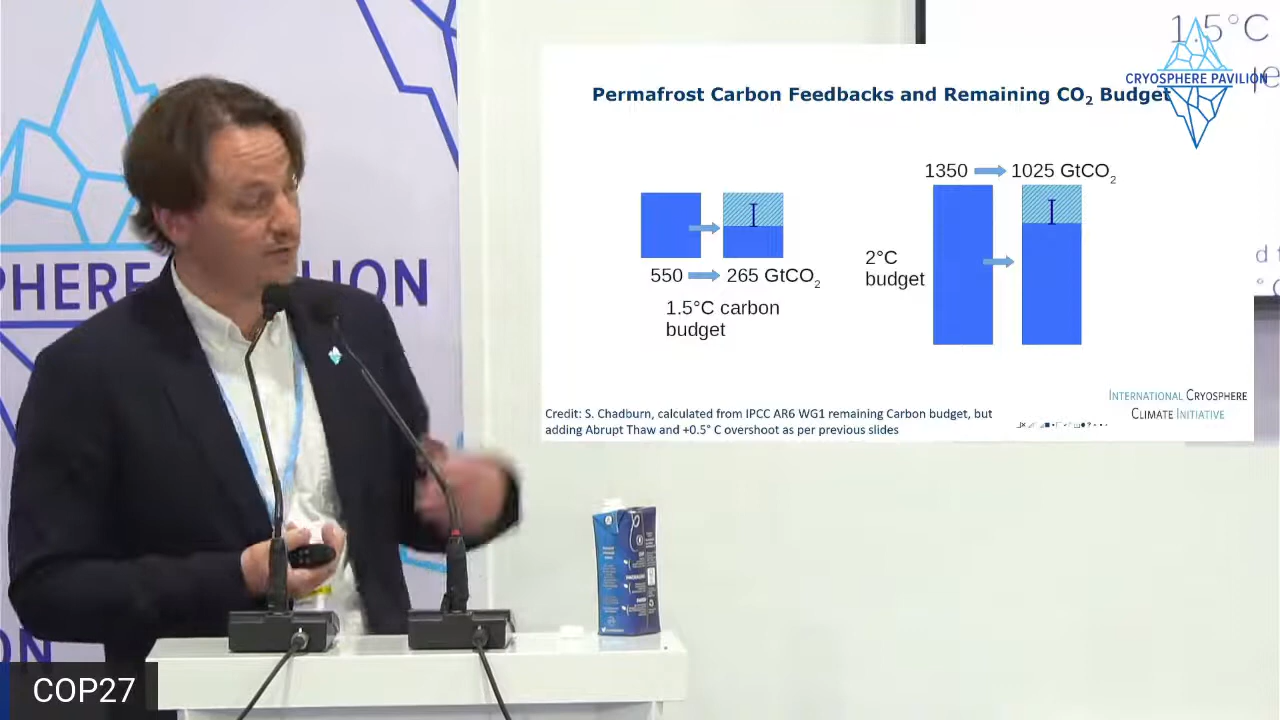 1.5°C
CRYOSPHERE PAVILION
Permafrost Carbon Feedbacks and Remaining CO₂ Budget
1350 1025 GtCO₂
550 265 GtCO₂
1.5°C carbon
budget
2°C
budget
INTERNATIONAL CRYOSPHERE
CLIMATE INITIATIVE
Credit: S. Chadburn, calculated from IPCC AR6 WG1 remaining Carbon budget, but
adding Abrupt Thaw and +0.5° C overshoot as per previous slides
PHERE PAVILION
ON
COP27